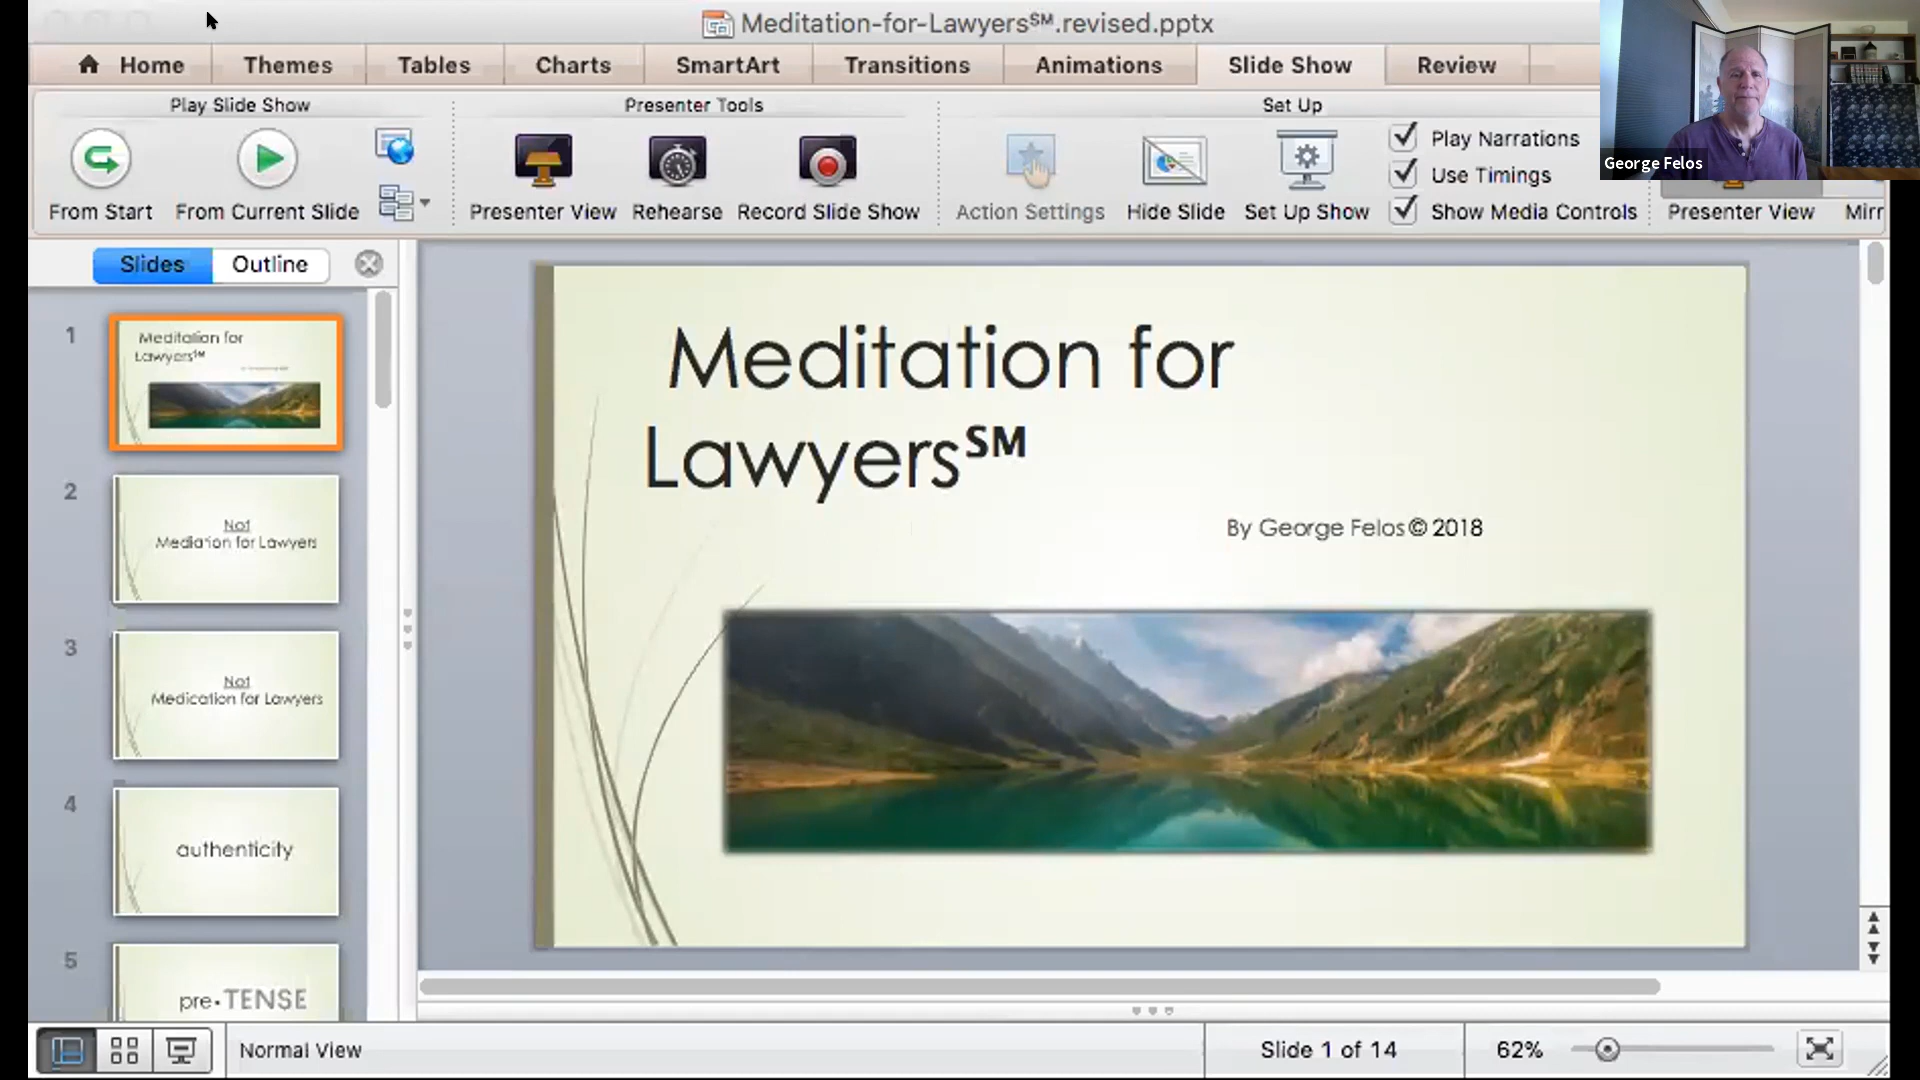 Meditation-for-Lawyers℠.revised.pptx
Home Themes Tables Charts SmartArt Transitions Animations Slide Show Review
Play Slide Show Presenter Tools Set Up
From Start From Current Slide Presenter View Rehearse Record Slide Show Action Settings Hide Slide Set Up Show
Play Narrations
Use Timings
Show Media Controls
Presenter View Mirr
George Felos
Slides Outline
1
Meditation for
Lawyers℠
2
Not
Mediation for Lawyers
3
Not
Medication for Lawyers
4
authenticity
5
pre•TENSE
Meditation for
Lawyers℠
By George Felos© 2018
Normal View Slide 1 of 14 62%